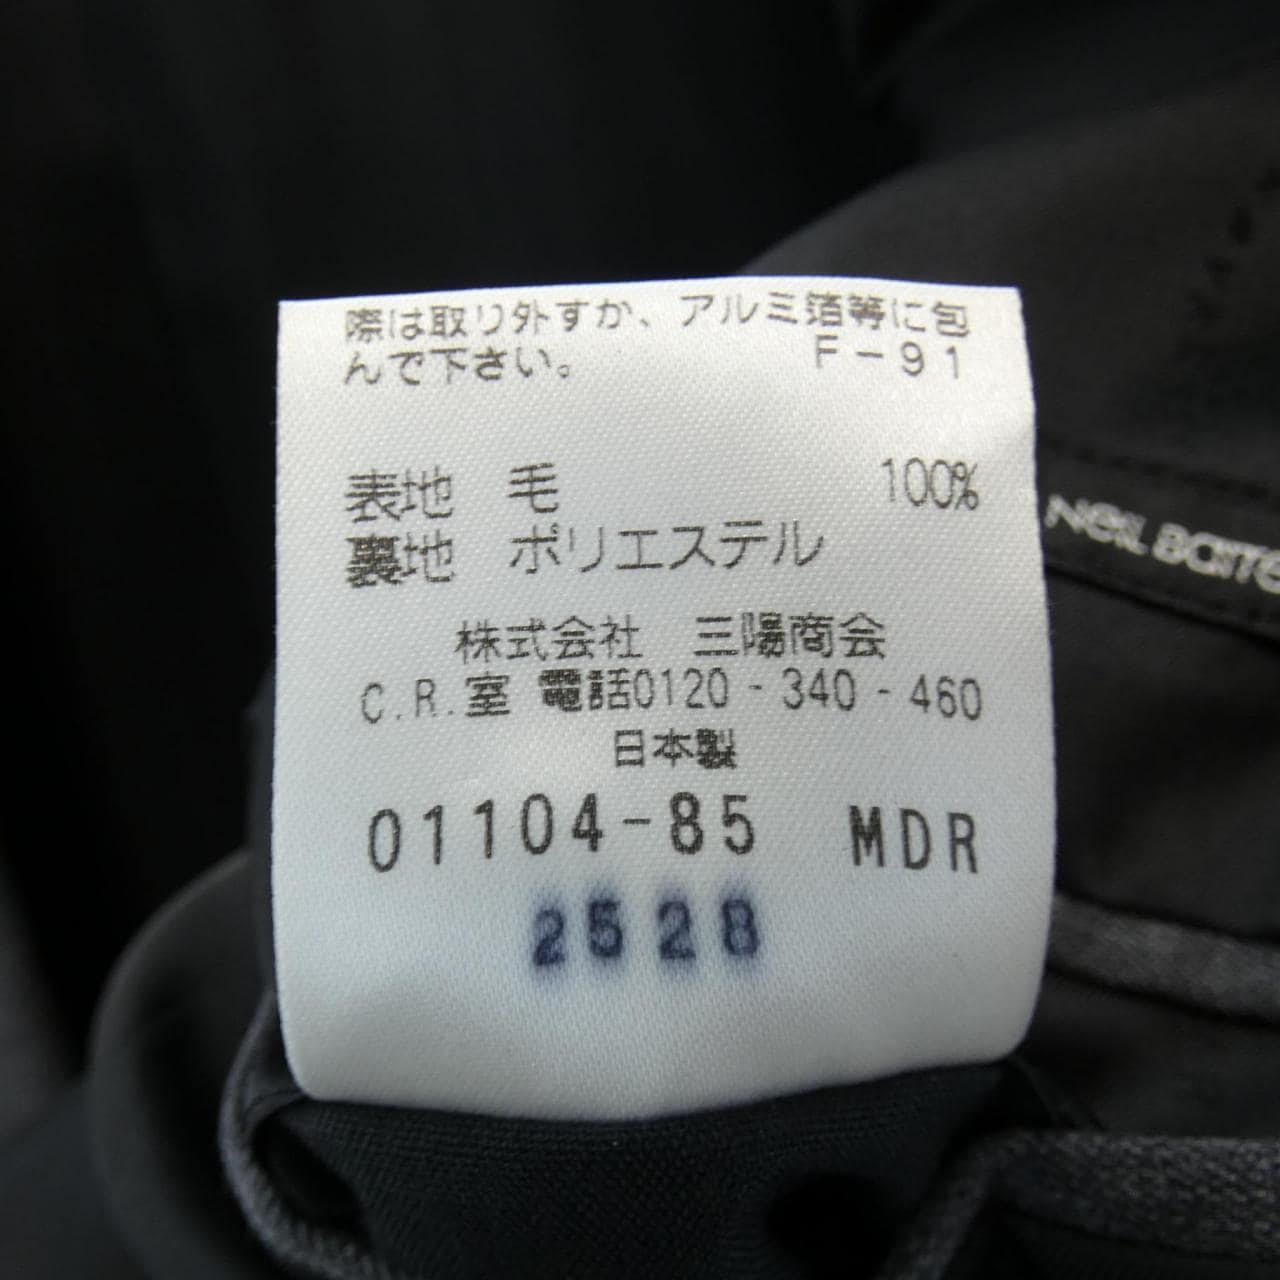 際は取り外すか、アルミ箔等に包
んで下さい。 F-91
表地 毛 100%
裏地 ポリエステル
株式会社 三陽商会
C.R.室 電話0120-340-460
日本製
01104-85 MDR
2528
NeIL Barre